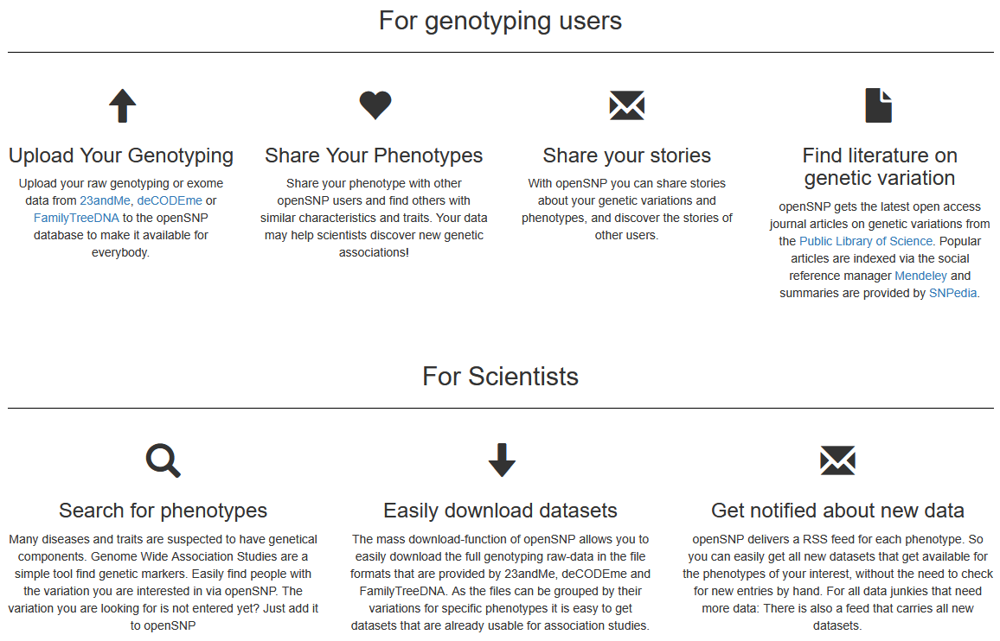 For genotyping users
Upload Your Genotyping
Upload your raw genotyping or exome
data from 23andMe, deCODEme or
FamilyTreeDNA to the openSNP
database to make it available for
everybody.
Share Your Phenotypes
Share your phenotype with other
openSNP users and find others with
similar characteristics and traits. Your data
may help scientists discover new genetic
associations!
Share your stories
With openSNP you can share stories
about your genetic variations and
phenotypes, and discover the stories of
other users.
Find literature on
genetic variation
openSNP gets the latest open access
journal articles on genetic variations from
the Public Library of Science. Popular
articles are indexed via the social
reference manager Mendeley and
summaries are provided by SNPedia.
For Scientists
Search for phenotypes
Many diseases and traits are suspected to have genetical
components. Genome Wide Association Studies are a
simple tool find genetic markers. Easily find people with
the variation you are interested in via openSNP. The
variation you are looking for is not entered yet? Just add it
to openSNP
Easily download datasets
The mass download-function of openSNP allows you to
easily download the full genotyping raw-data in the file
formats that are provided by 23andMe, deCODEme and
FamilyTreeDNA. As the files can be grouped by their
variations for specific phenotypes it is easy to get
datasets that are already usable for association studies.
Get notified about new data
openSNP delivers a RSS feed for each phenotype. So
you can easily get all new datasets that get available for
the phenotypes of your interest, without the need to check
for new entries by hand. For all data junkies that need
more data: There is also a feed that carries all new
datasets.